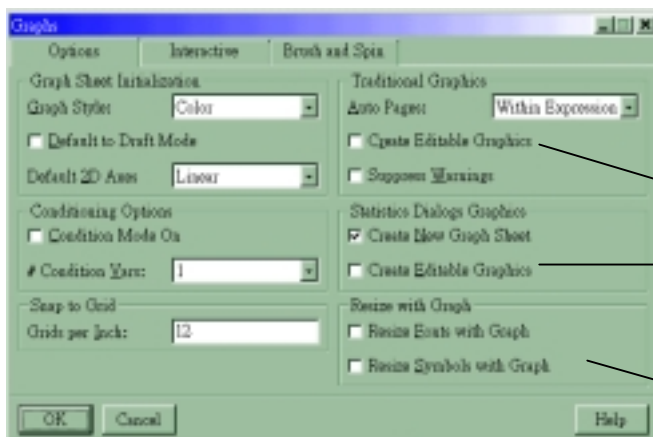 Graphs
Options
Interactive
Brush and Spin
Graph Sheet Initialization
Graph Style:
Color
Default to Draft Mode
Default 2D Axes
Linear
Conditioning Options
Condition Mode On
# Condition Vars:
1
Snap to Grid
Grids per Inch:
12
Traditional Graphics
Auto Pages:
Within Expression
Create Editable Graphics
Suppress Warnings
Statistics Dialogs Graphics
Create New Graph Sheet
Create Editable Graphics
Resize with Graph
Resize Fonts with Graph
Resize Symbols with Graph
OK
Cancel
Help